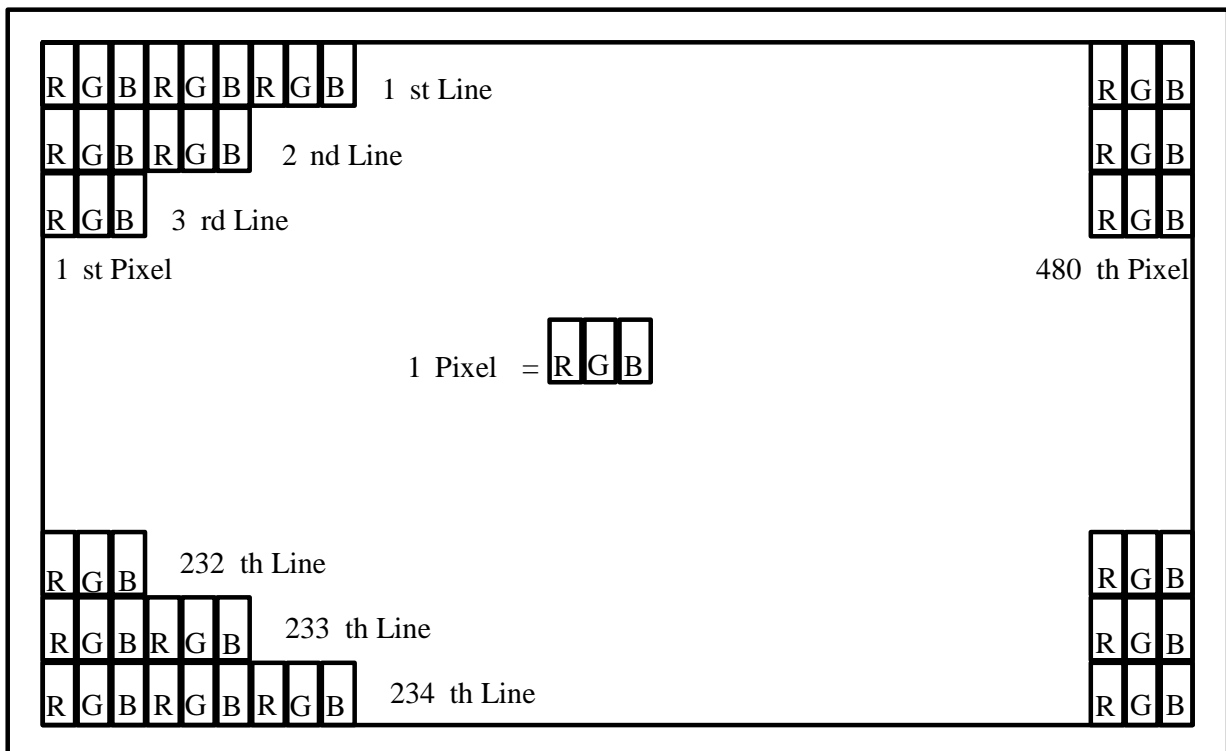 R G B R G B R G B 1 st Line R G B
R G B R G B 2 nd Line R G B
R G B 3 rd Line R G B
1 st Pixel 480 th Pixel
1 Pixel = R G B
R G B 232 th Line R G B
R G B R G B 233 th Line R G B
R G B R G B R G B 234 th Line R G B